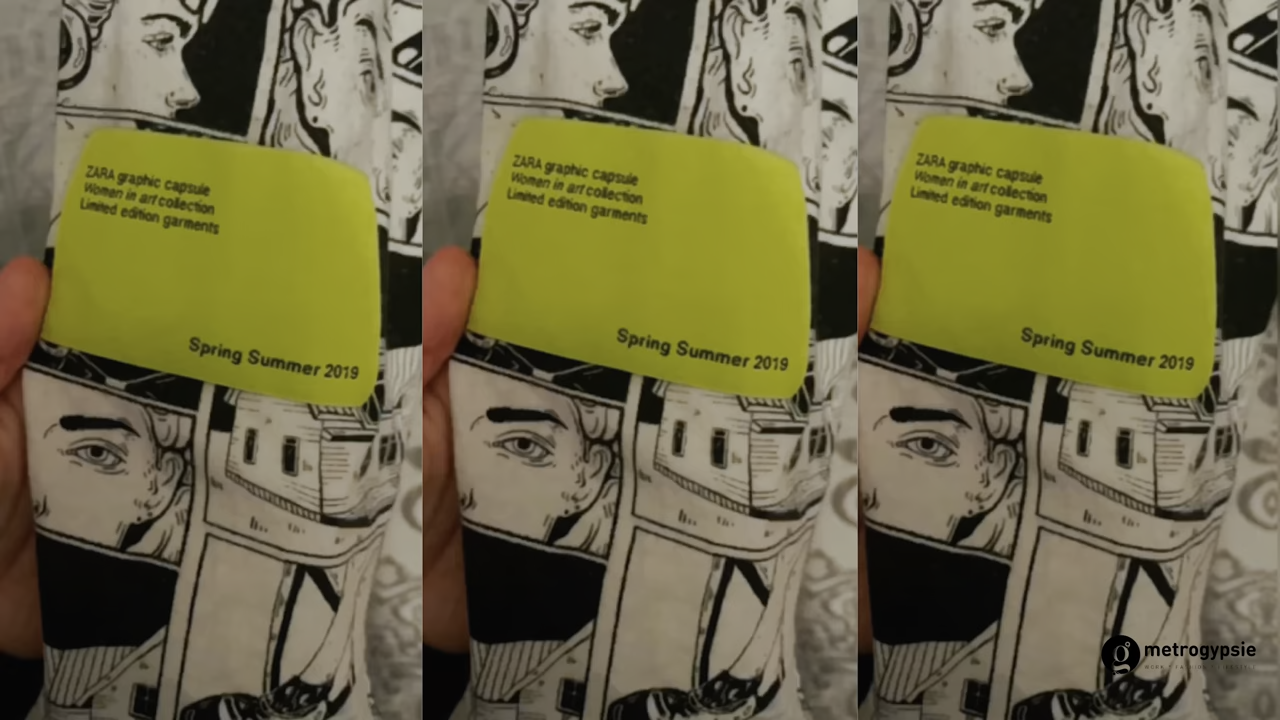 ZARA graphic capsule
Women in art collection
Limited edition garments
Spring Summer 2019
ZARA graphic capsule
Women in art collection
Limited edition garments
Spring Summer 2019
ZARA graphic capsule
Women in art collection
Limited edition garments
Spring Summer 2019
g
metrogypsie